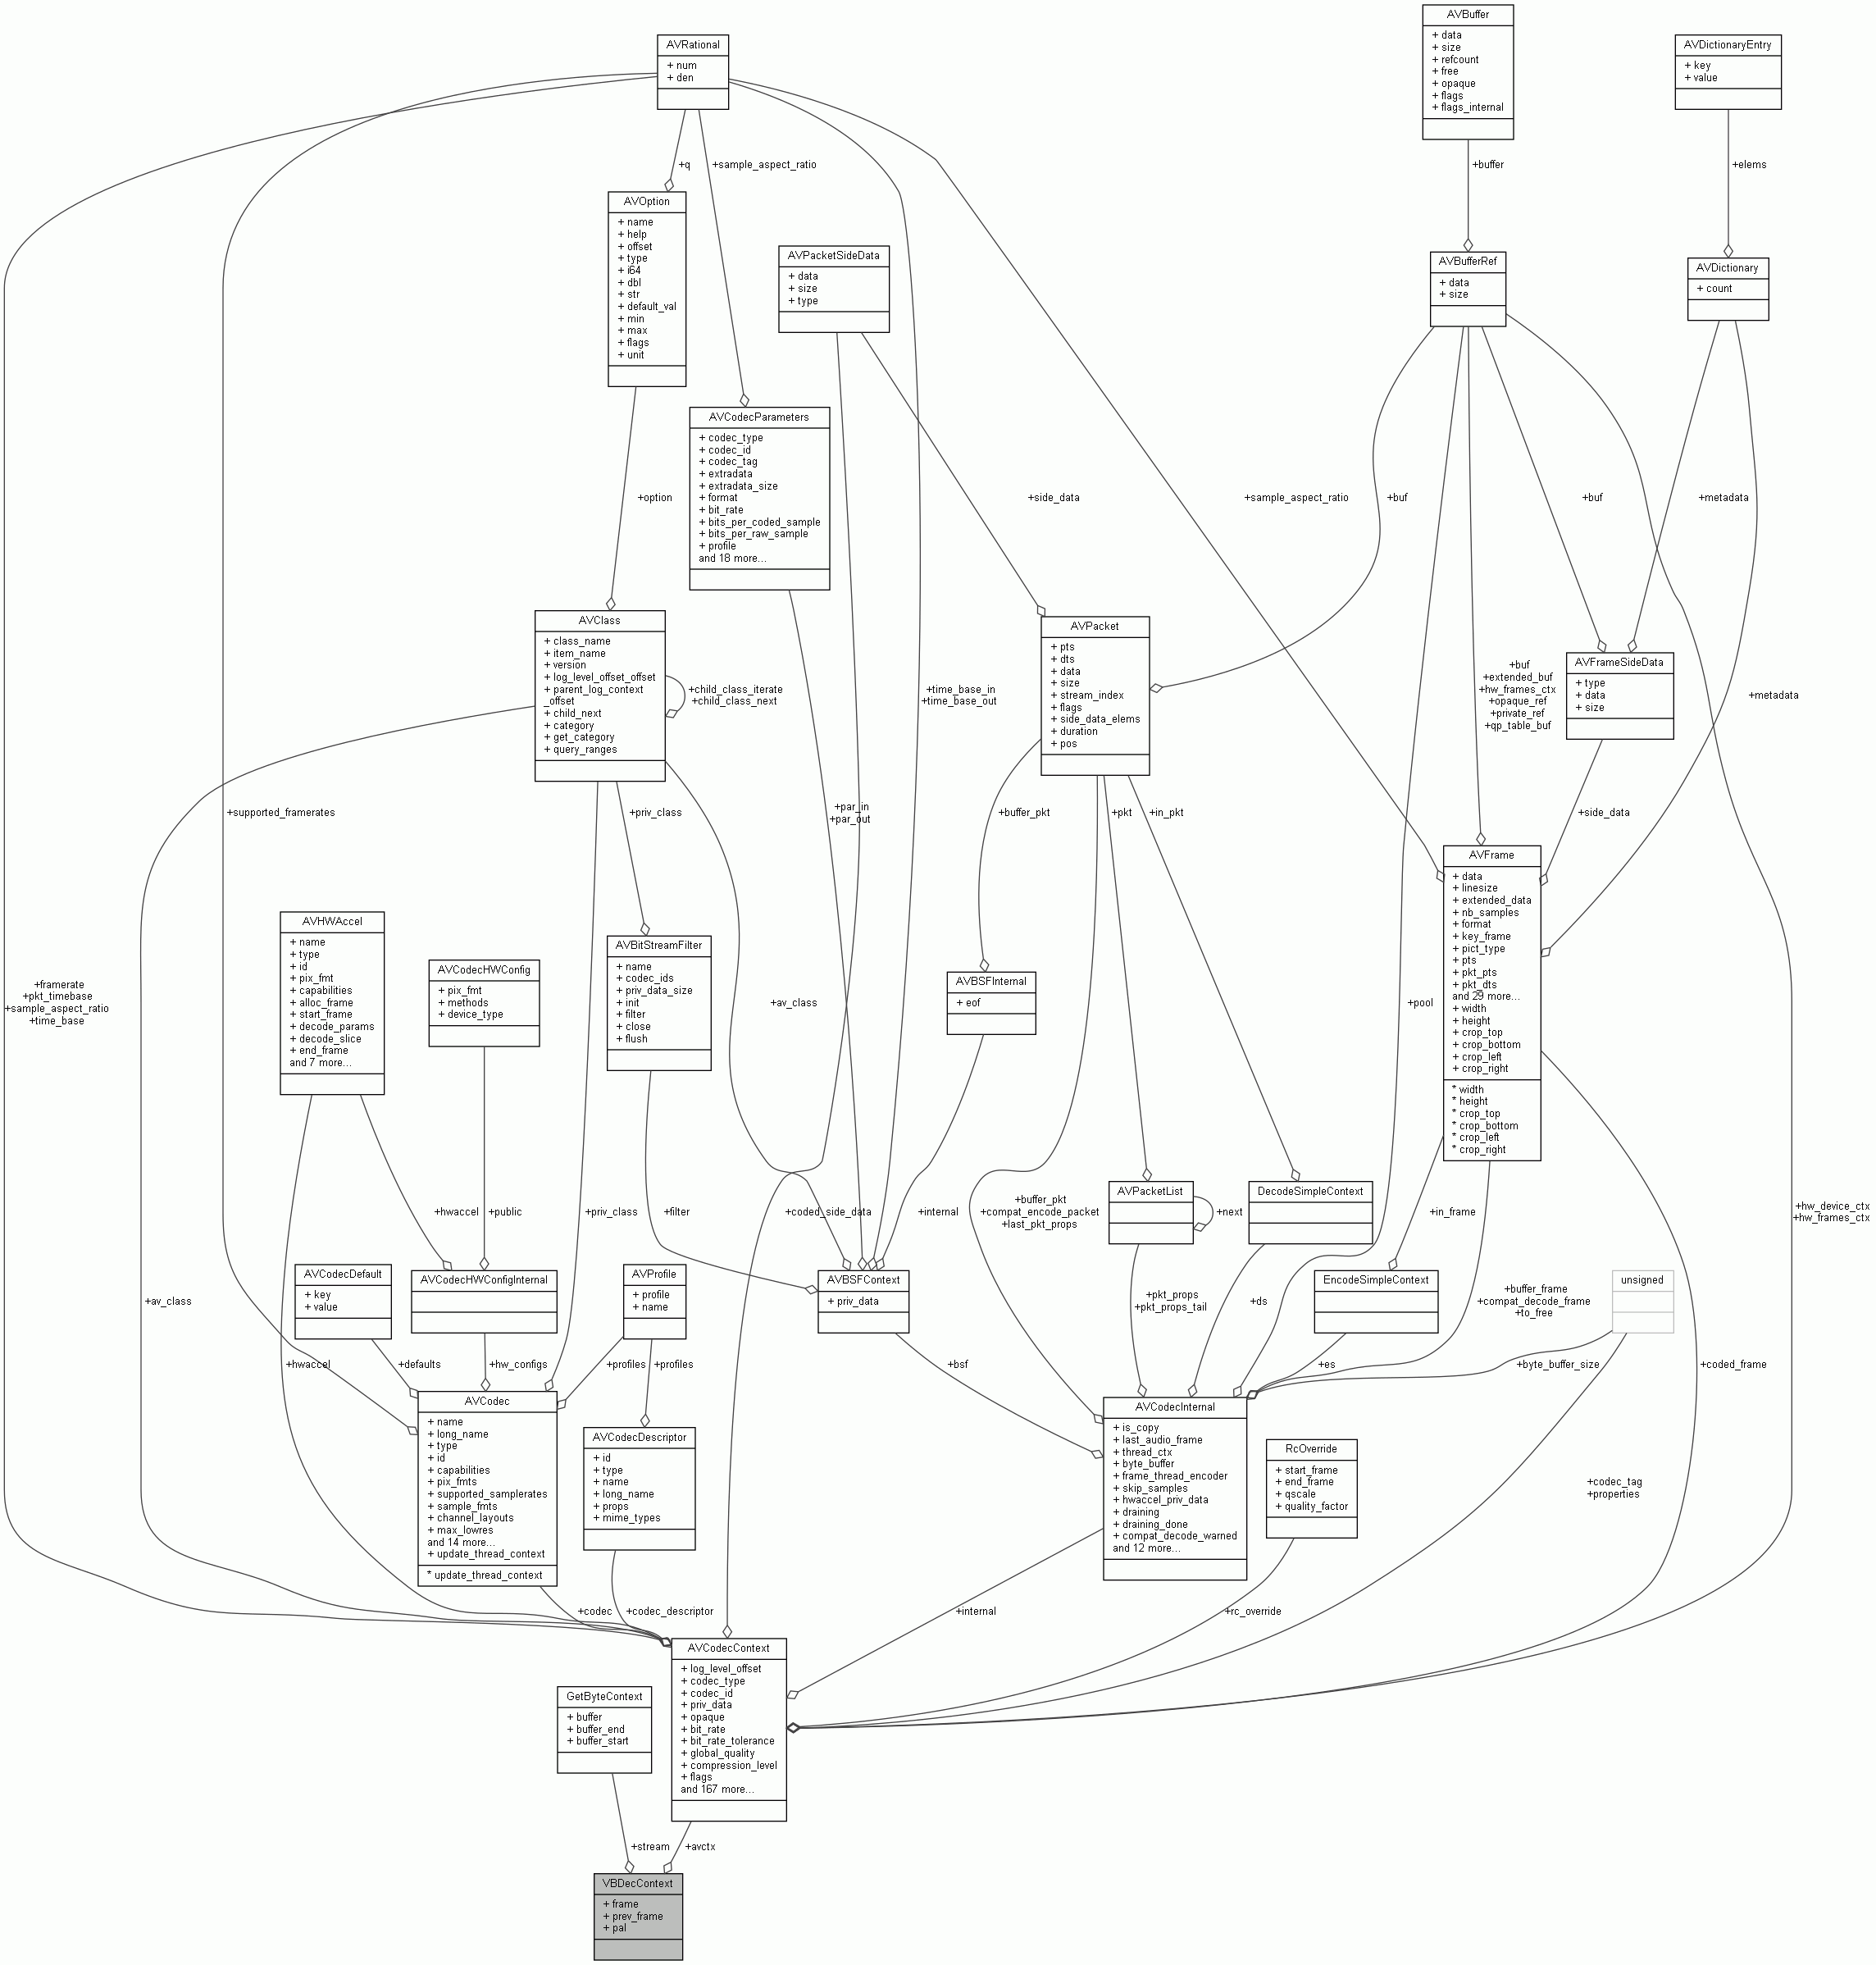 AVBuffer
+ data
+ size
+ refcount
+ free
+ opaque
+ flags
+ flags_internal
AVRational
+ num
+ den
AVDictionaryEntry
+ key
+ value
+q
+sample_aspect_ratio
+buffer
+elems
AVOption
+ name
+ help
+ offset
+ type
+ i64
+ dbl
+ str
+ default_val
+ min
+ max
+ flags
+ unit
AVPacketSideData
+ data
+ size
+ type
AVBufferRef
+ data
+ size
AVDictionary
+ count
AVCodecParameters
+ codec_type
+ codec_id
+ codec_tag
+ extradata
+ extradata_size
+ format
+ bit_rate
+ bits_per_coded_sample
+ bits_per_raw_sample
+ profile
and 18 more...
+option
+side_data
+sample_aspect_ratio
+buf
+buf
+metadata
AVClass
+ class_name
+ item_name
+ version
+ log_level_offset_offset
+ parent_log_context
_offset
+ child_next
+ category
+ get_category
+ query_ranges
+child_class_iterate
+child_class_next
+time_base_in
+time_base_out
AVPacket
+ pts
+ dts
+ data
+ size
+ stream_index
+ flags
+ side_data_elems
+ duration
+ pos
+buf
+extended_buf
+hw_frames_ctx
+opaque_ref
+private_ref
+qp_table_buf
AVFrameSideData
+ type
+ data
+ size
+metadata
+supported_framerates
+priv_class
+par_in
+par_out
+buffer_pkt
+pkt
+in_pkt
+side_data
AVFrame
+ data
+ linesize
+ extended_data
+ nb_samples
+ format
+ key_frame
+ pict_type
+ pts
+ pkt_pts
+ pkt_dts
and 29 more...
+ width
+ height
+ crop_top
+ crop_bottom
+ crop_left
+ crop_right
* width
* height
* crop_top
* crop_bottom
* crop_left
* crop_right
AVHWAccel
+ name
+ type
+ id
+ pix_fmt
+ capabilities
+ alloc_frame
+ start_frame
+ decode_params
+ decode_slice
+ end_frame
and 7 more...
AVCodecHWConfig
+ pix_fmt
+ methods
+ device_type
AVBitStreamFilter
+ name
+ codec_ids
+ priv_data_size
+ init
+ filter
+ close
+ flush
AVBSFInternal
+ eof
+framerate
+pkt_timebase
+sample_aspect_ratio
+time_base
+av_class
+pool
+hwaccel
+public
+priv_class
+filter
+coded_side_data
+internal
+buffer_pkt
+compat_encode_packet
+last_pkt_props
AVPacketList
+next
DecodeSimpleContext
+in_frame
+hw_device_ctx
+hw_frames_ctx
AVCodecDefault
+ key
+ value
AVCodecHWConfigInternal
AVProfile
+ profile
+ name
AVBSFContext
+ priv_data
EncodeSimpleContext
unsigned
+av_class
+pkt_props
+pkt_props_tail
+ds
+buffer_frame
+compat_decode_frame
+to_free
+hwaccel
+defaults
+hw_configs
+profiles
+profiles
+bsf
+es
+byte_buffer_size
+coded_frame
AVCodec
+ name
+ long_name
+ type
+ id
+ capabilities
+ pix_fmts
+ supported_samplerates
+ sample_fmts
+ channel_layouts
+ max_lowres
and 14 more...
+ update_thread_context
* update_thread_context
AVCodecDescriptor
+ id
+ type
+ name
+ long_name
+ props
+ mime_types
AVCodecInternal
+ is_copy
+ last_audio_frame
+ thread_ctx
+ byte_buffer
+ frame_thread_encoder
+ skip_samples
+ hwaccel_priv_data
+ draining
+ draining_done
+ compat_decode_warned
and 12 more...
RcOverride
+ start_frame
+ end_frame
+ qscale
+ quality_factor
+codec_tag
+properties
+codec
+codec_descriptor
+internal
+rc_override
AVCodecContext
+ log_level_offset
+ codec_type
+ codec_id
+ priv_data
+ opaque
+ bit_rate
+ bit_rate_tolerance
+ global_quality
+ compression_level
+ flags
and 167 more...
GetByteContext
+ buffer
+ buffer_end
+ buffer_start
+stream
+avctx
VBDecContext
+ frame
+ prev_frame
+ pal